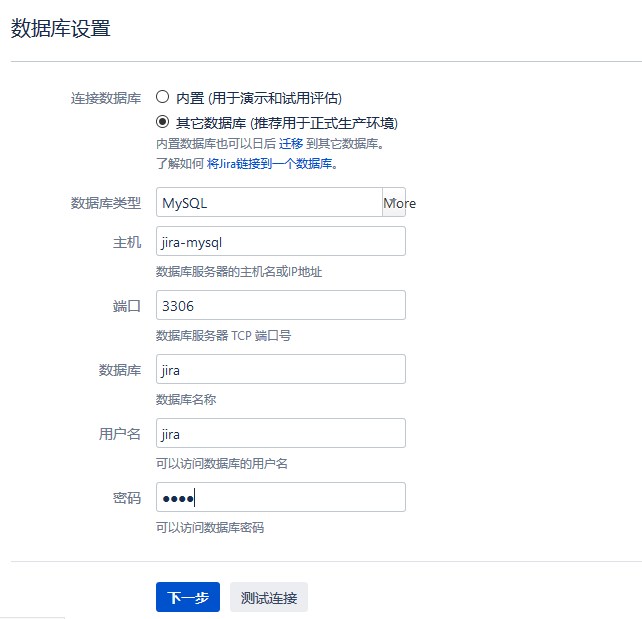 数据库设置
连接数据库
内置 (用于演示和试用评估)
其它数据库 (推荐用于正式生产环境)
内置数据库也可以日后 迁移 到其它数据库。
了解如何 将Jira链接到一个数据库。
数据库类型 MySQL More
主机 jira-mysql
数据库服务器的主机名或IP地址
端口 3306
数据库服务器 TCP 端口号
数据库 jira
数据库名称
用户名 jira
可以访问数据库的用户名
密码 ●●●●
可以访问数据库密码
下一步 测试连接